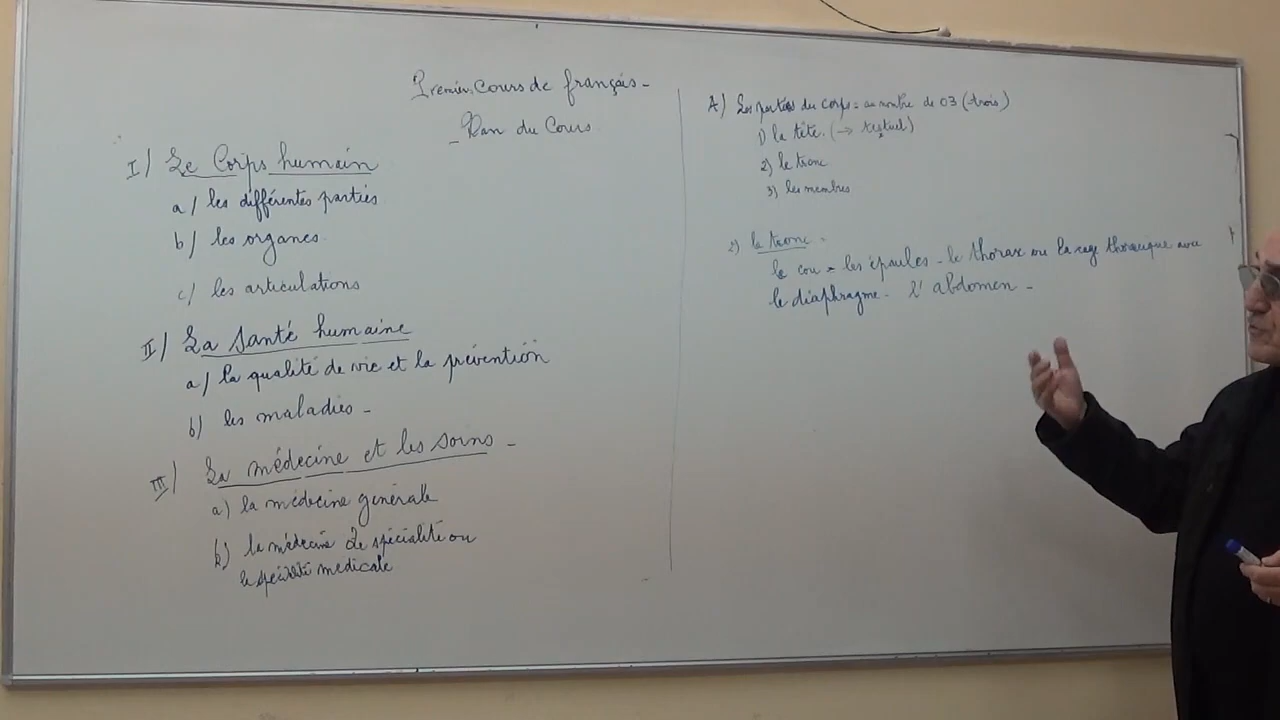 Premier Cours de français -
- Plan du Cours
I/ Le Corps humain
a/ les différentes parties
b/ les organes
c/ les articulations
II/ La santé humaine
a/ la qualité de vie et la prévention
b/ les maladies -
III/ La médecine et les soins -
a) la médecine générale
b) la médecine de spécialité ou
la spécialité médicale
A) Les parties du corps = au nombre de 03 (trois)
1) la tête. (→ textuel)
2) le tronc
3) les membres
2) le tronc -
le cou - les épaules - le thorax ou la cage thoracique avec
le diaphragme - l'abdomen -